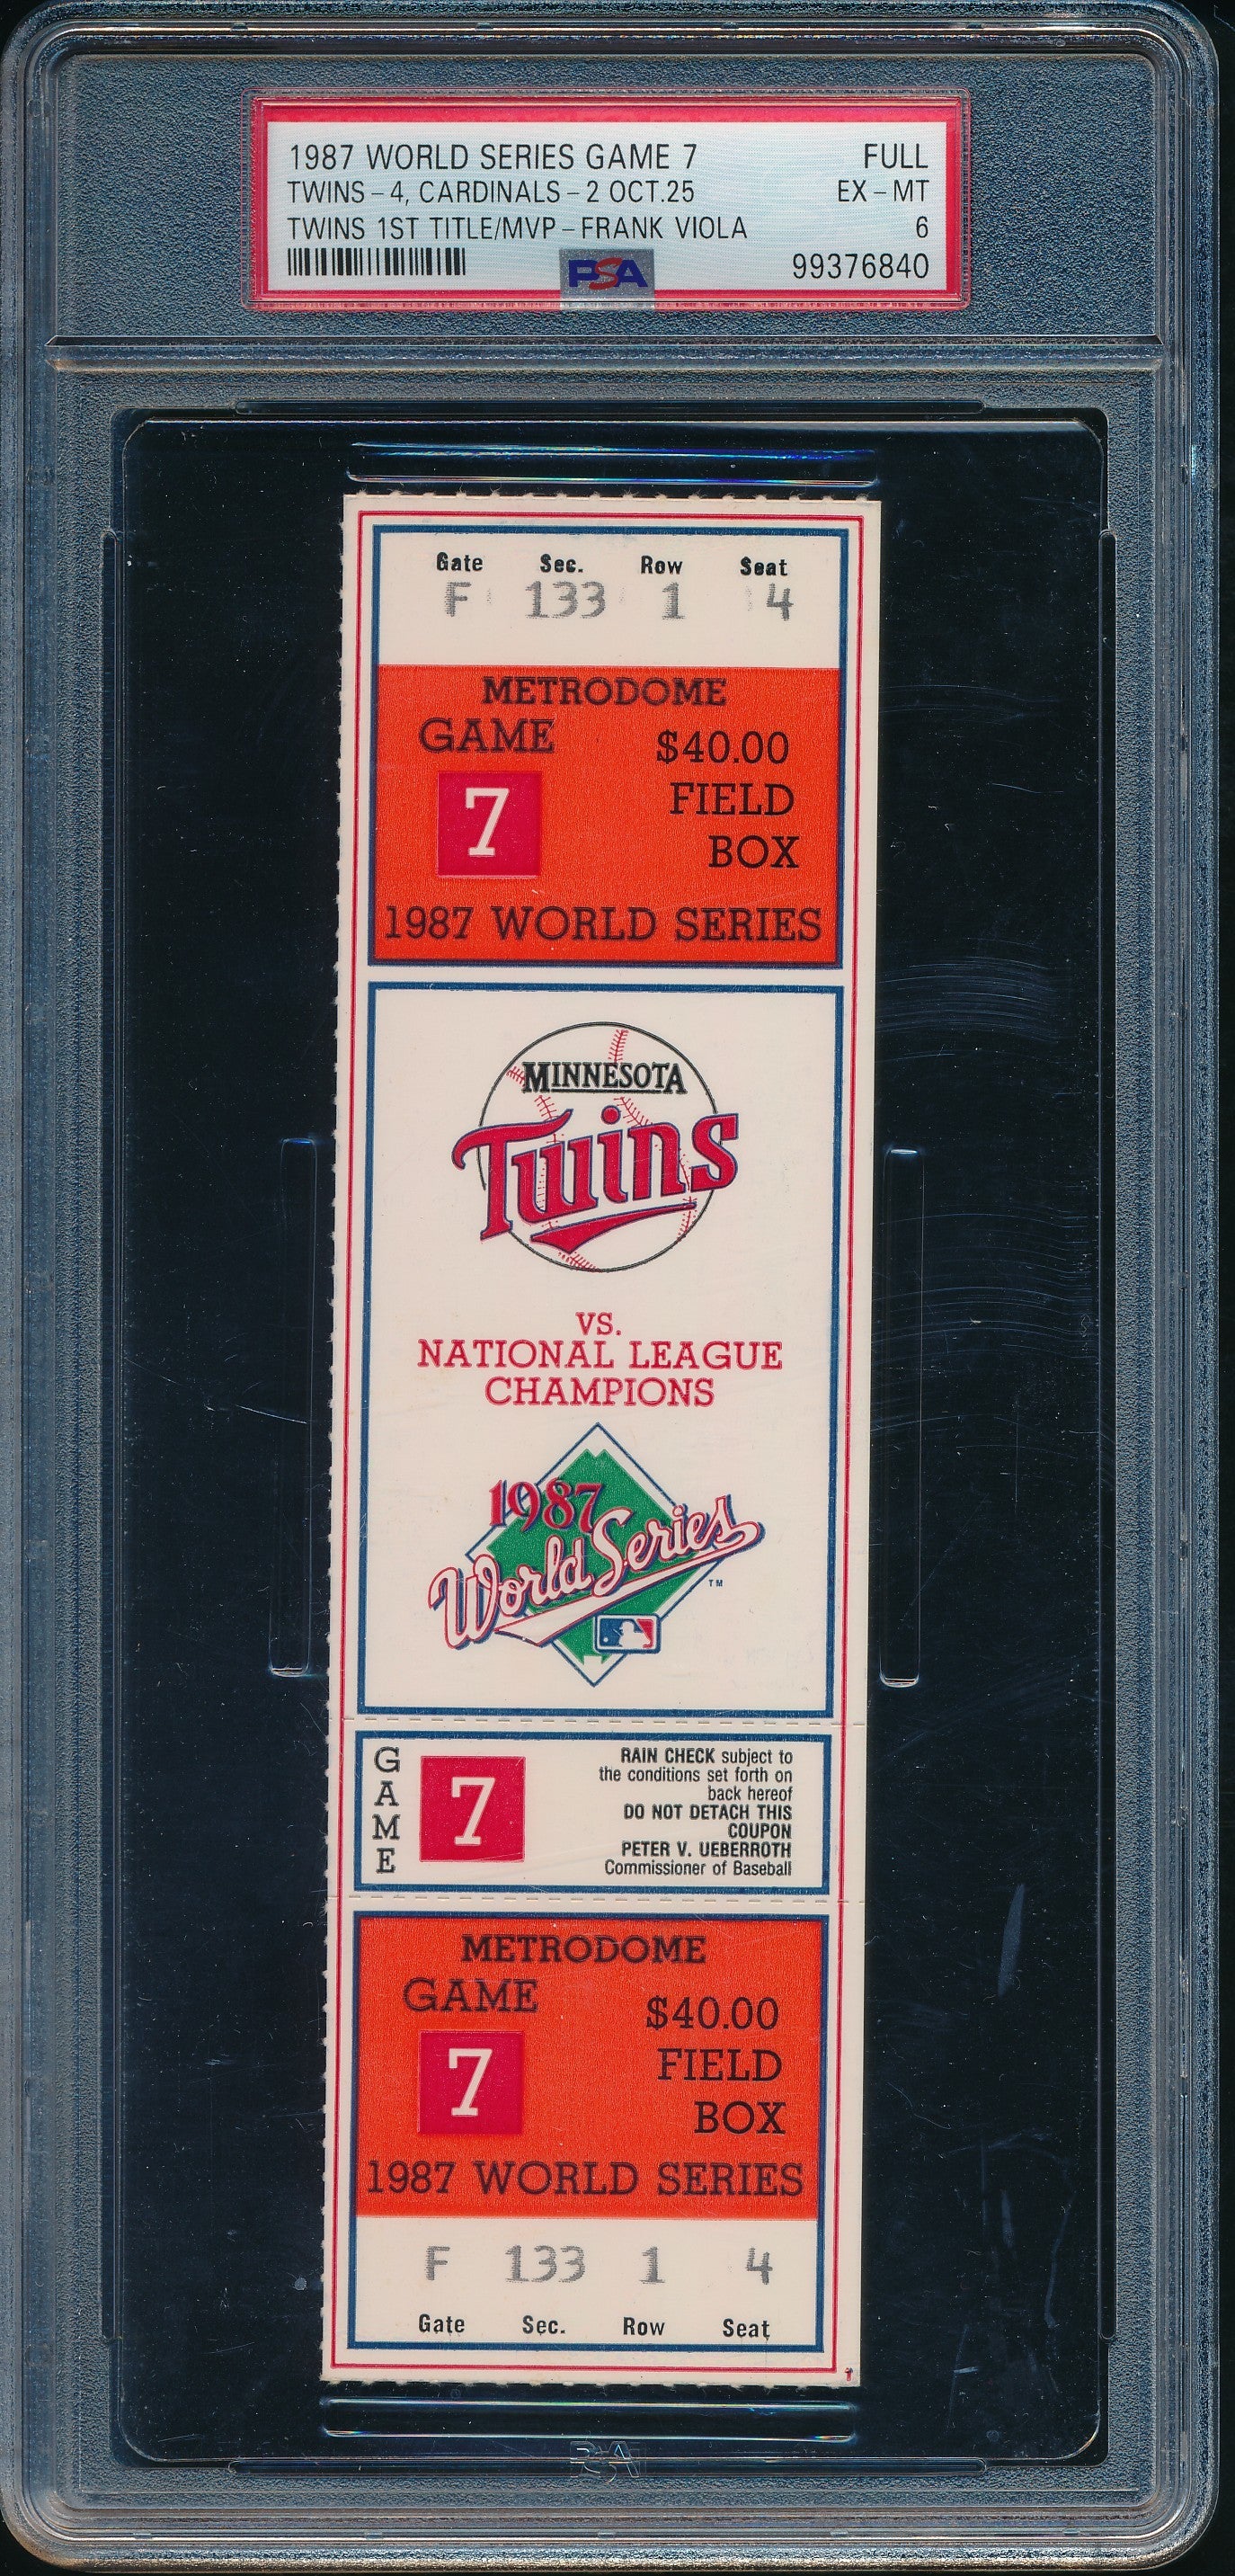 1987 WORLD SERIES GAME 7 FULL
TWINS-4, CARDINALS-2 OCT.25 EX-MT
TWINS 1ST TITLE/MVP-FRANK VIOLA 6
PSA 99376840
Gate Sec. Row Seat
F 133 1 4
METRODOME
GAME
7
$40.00
FIELD
BOX
1987 WORLD SERIES
MINNESOTA
Twins
VS.
NATIONAL LEAGUE
CHAMPIONS
1987
World Series
TM
GAME
7
RAIN CHECK subject to
the conditions set forth on
back hereof
DO NOT DETACH THIS
COUPON
PETER V. UEBERROTH
Commissioner of Baseball
METRODOME
GAME
7
$40.00
FIELD
BOX
1987 WORLD SERIES
F 133 1 4
Gate Sec. Row Seat
PSA